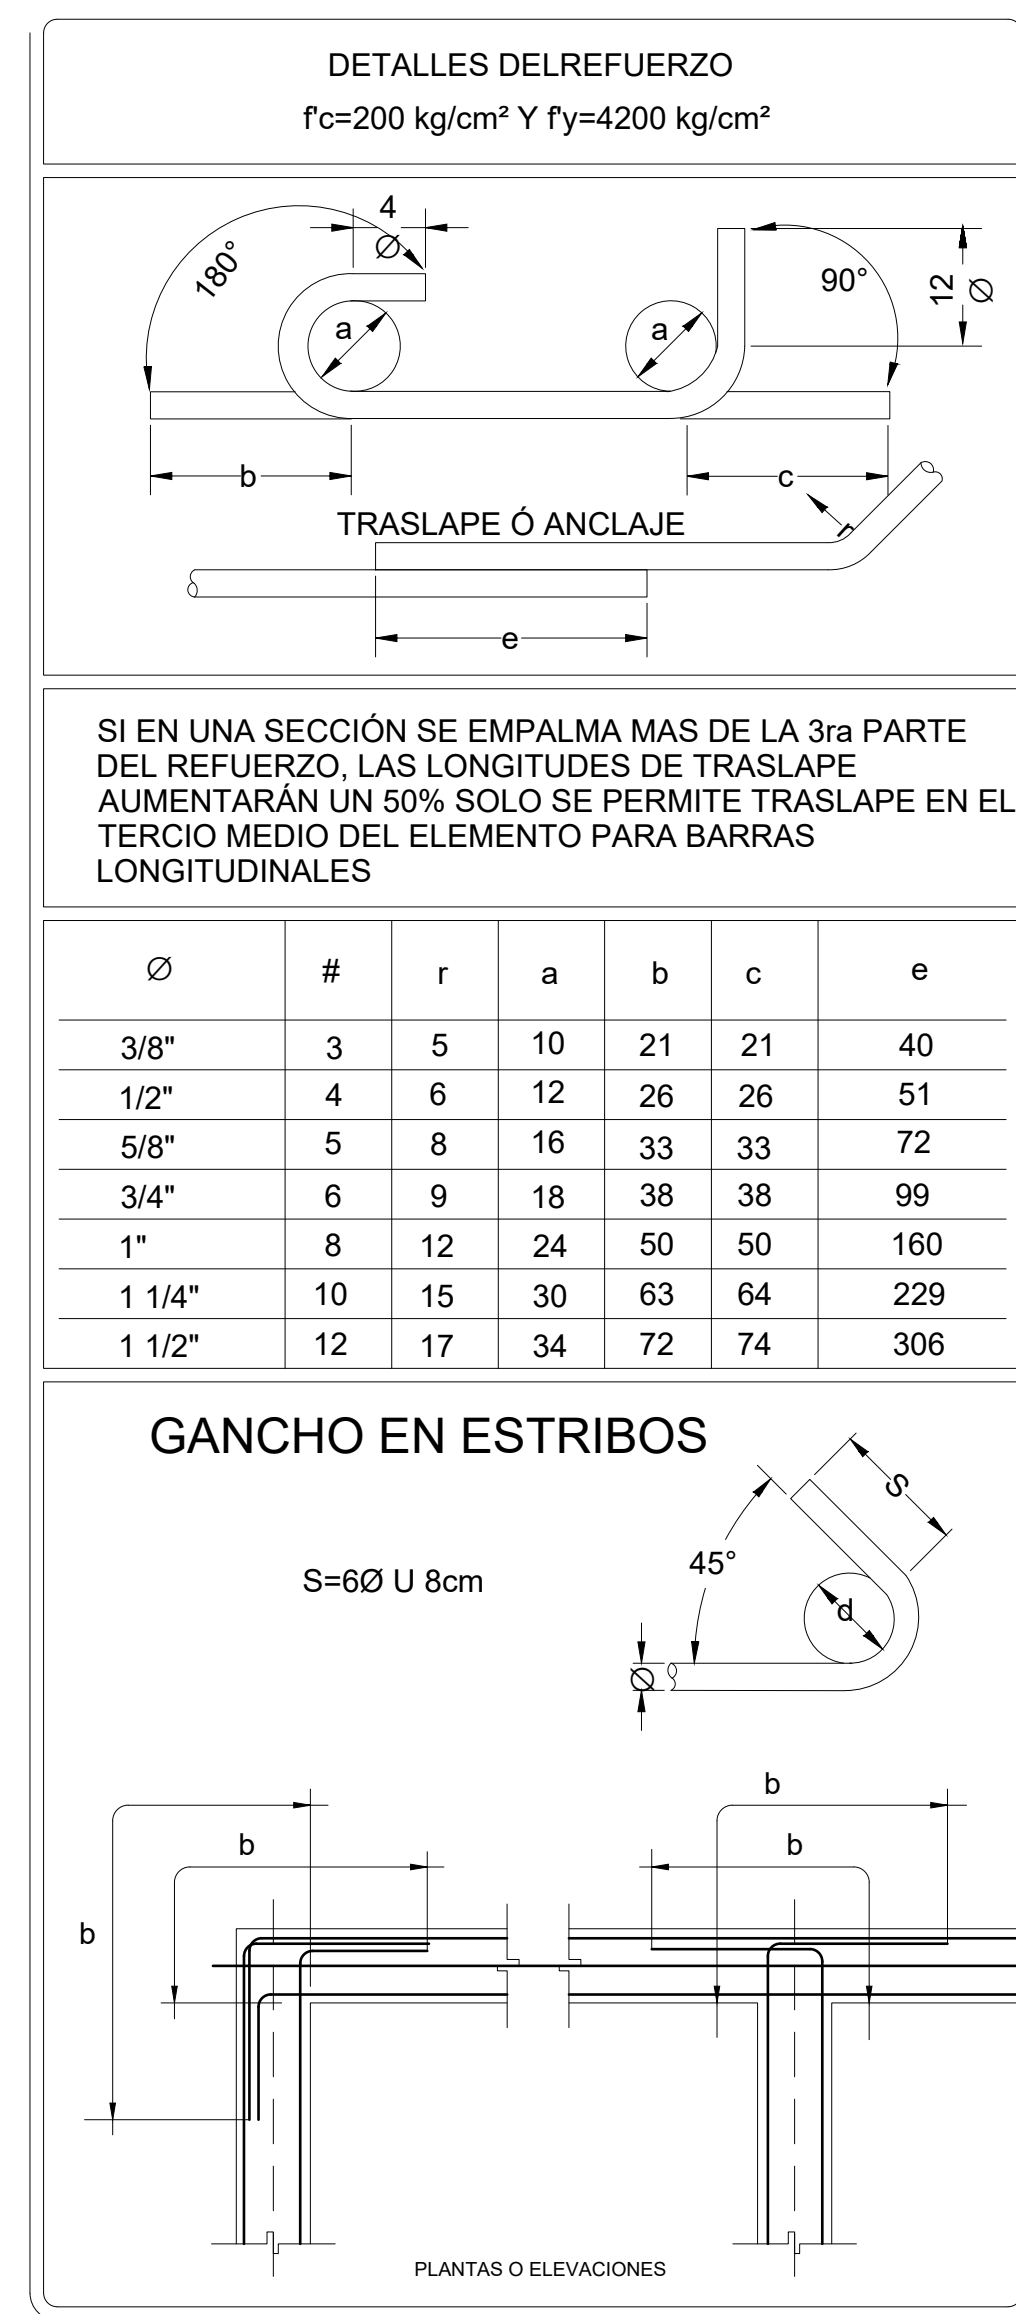 DETALLES DELREFUERZO
f'c=200 kg/cm² Y f'y=4200 kg/cm²
4
Ø
180°
a
a
90°
12
Ø
b
c
TRASLAPE Ó ANCLAJE
r
e
SI EN UNA SECCIÓN SE EMPALMA MAS DE LA 3ra PARTE
DEL REFUERZO, LAS LONGITUDES DE TRASLAPE
AUMENTARÁN UN 50% SOLO SE PERMITE TRASLAPE EN EL
TERCIO MEDIO DEL ELEMENTO PARA BARRAS
LONGITUDINALES
Ø # r a b c e
3/8" 3 5 10 21 21 40
1/2" 4 6 12 26 26 51
5/8" 5 8 16 33 33 72
3/4" 6 9 18 38 38 99
1" 8 12 24 50 50 160
1 1/4" 10 15 30 63 64 229
1 1/2" 12 17 34 72 74 306
GANCHO EN ESTRIBOS
S
45°
S=6Ø U 8cm
d
Ø
b
b
b
b
b
PLANTAS O ELEVACIONES